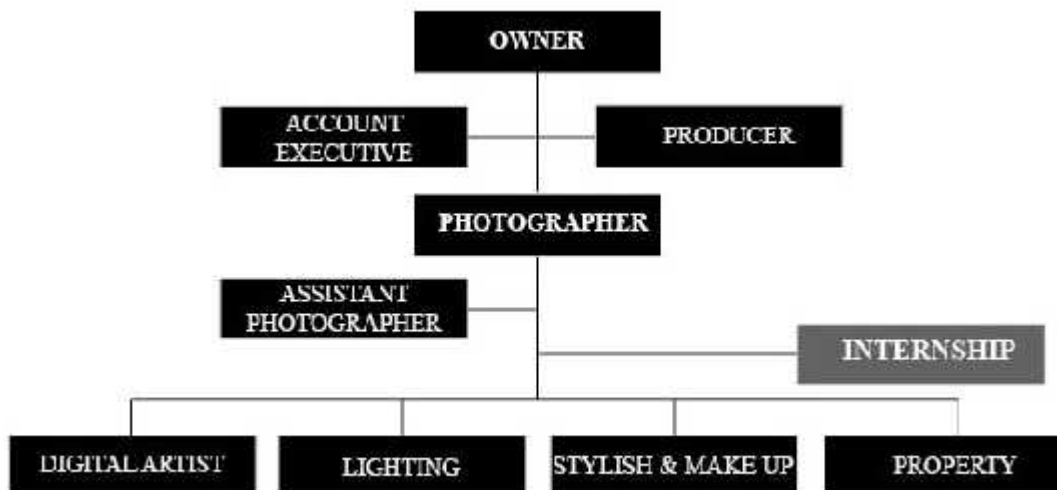 OWNER
ACCOUNT
EXECUTIVE
PRODUCER
PHOTOGRAPHER
ASSISTANT
PHOTOGRAPHER
INTERNSHIP
DIGITAL ARTIST
LIGHTING
STYLISH & MAKE UP
PROPERTY